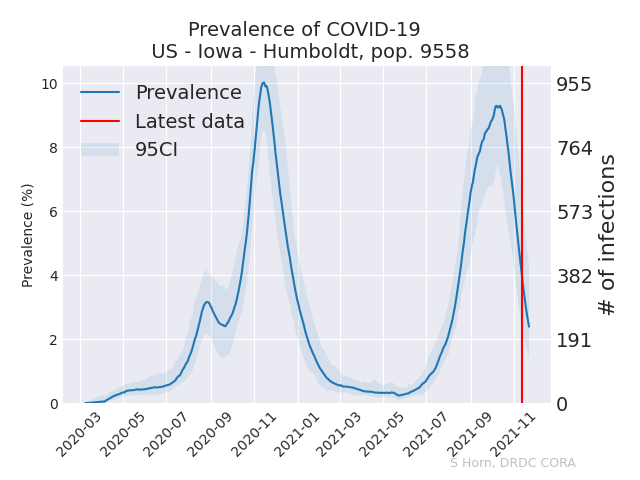 Prevalence of COVID-19
US - Iowa - Humboldt, pop. 9558
Prevalence
Latest data
95CI
Prevalence (%)
10
8
6
4
2
0
955
764
573
382
191
0
# of infections
2020-03
2020-05
2020-07
2020-09
2020-11
2021-01
2021-03
2021-05
2021-07
2021-09
2021-11
S Horn, DRDC CORA